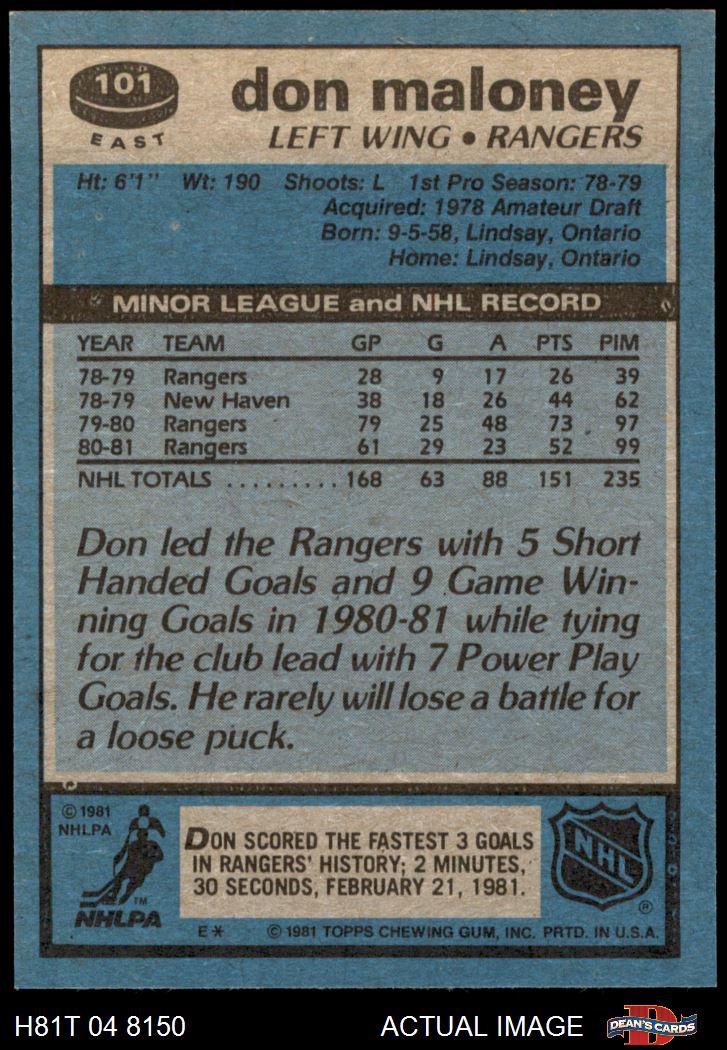 101
EAST
don maloney
LEFT WING • RANGERS
Ht: 6'1" Wt: 190 Shoots: L 1st Pro Season: 78-79
Acquired: 1978 Amateur Draft
Born: 9-5-58, Lindsay, Ontario
Home: Lindsay, Ontario
MINOR LEAGUE and NHL RECORD
YEAR TEAM GP G A PTS PIM
78-79 Rangers 28 9 17 26 39
78-79 New Haven 38 18 26 44 62
79-80 Rangers 79 25 48 73 97
80-81 Rangers 61 29 23 52 99
NHL TOTALS ......... 168 63 88 151 235
Don led the Rangers with 5 Short
Handed Goals and 9 Game Win-
ning Goals in 1980-81 while tying
for the club lead with 7 Power Play
Goals. He rarely will lose a battle for
a loose puck.
© 1981
NHLPA
TM
NHLPA
DON SCORED THE FASTEST 3 GOALS
IN RANGERS' HISTORY; 2 MINUTES,
30 SECONDS, FEBRUARY 21, 1981.
NHL
®
E* © 1981 TOPPS CHEWING GUM, INC. PRTD. IN U.S.A.
H81T 04 8150 ACTUAL IMAGE
D
DEAN'S CARDS